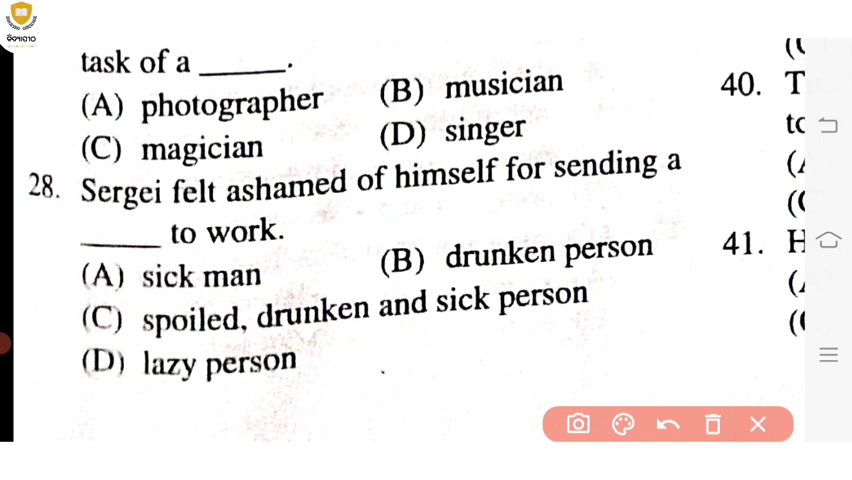 ଝିଅପାଠ
task of a ______.
(A) photographer (B) musician
(C) magician (D) singer
28. Sergei felt ashamed of himself for sending a
______ to work.
(A) sick man (B) drunken person
(C) spoiled, drunken and sick person
(D) lazy person
40. T
41. H